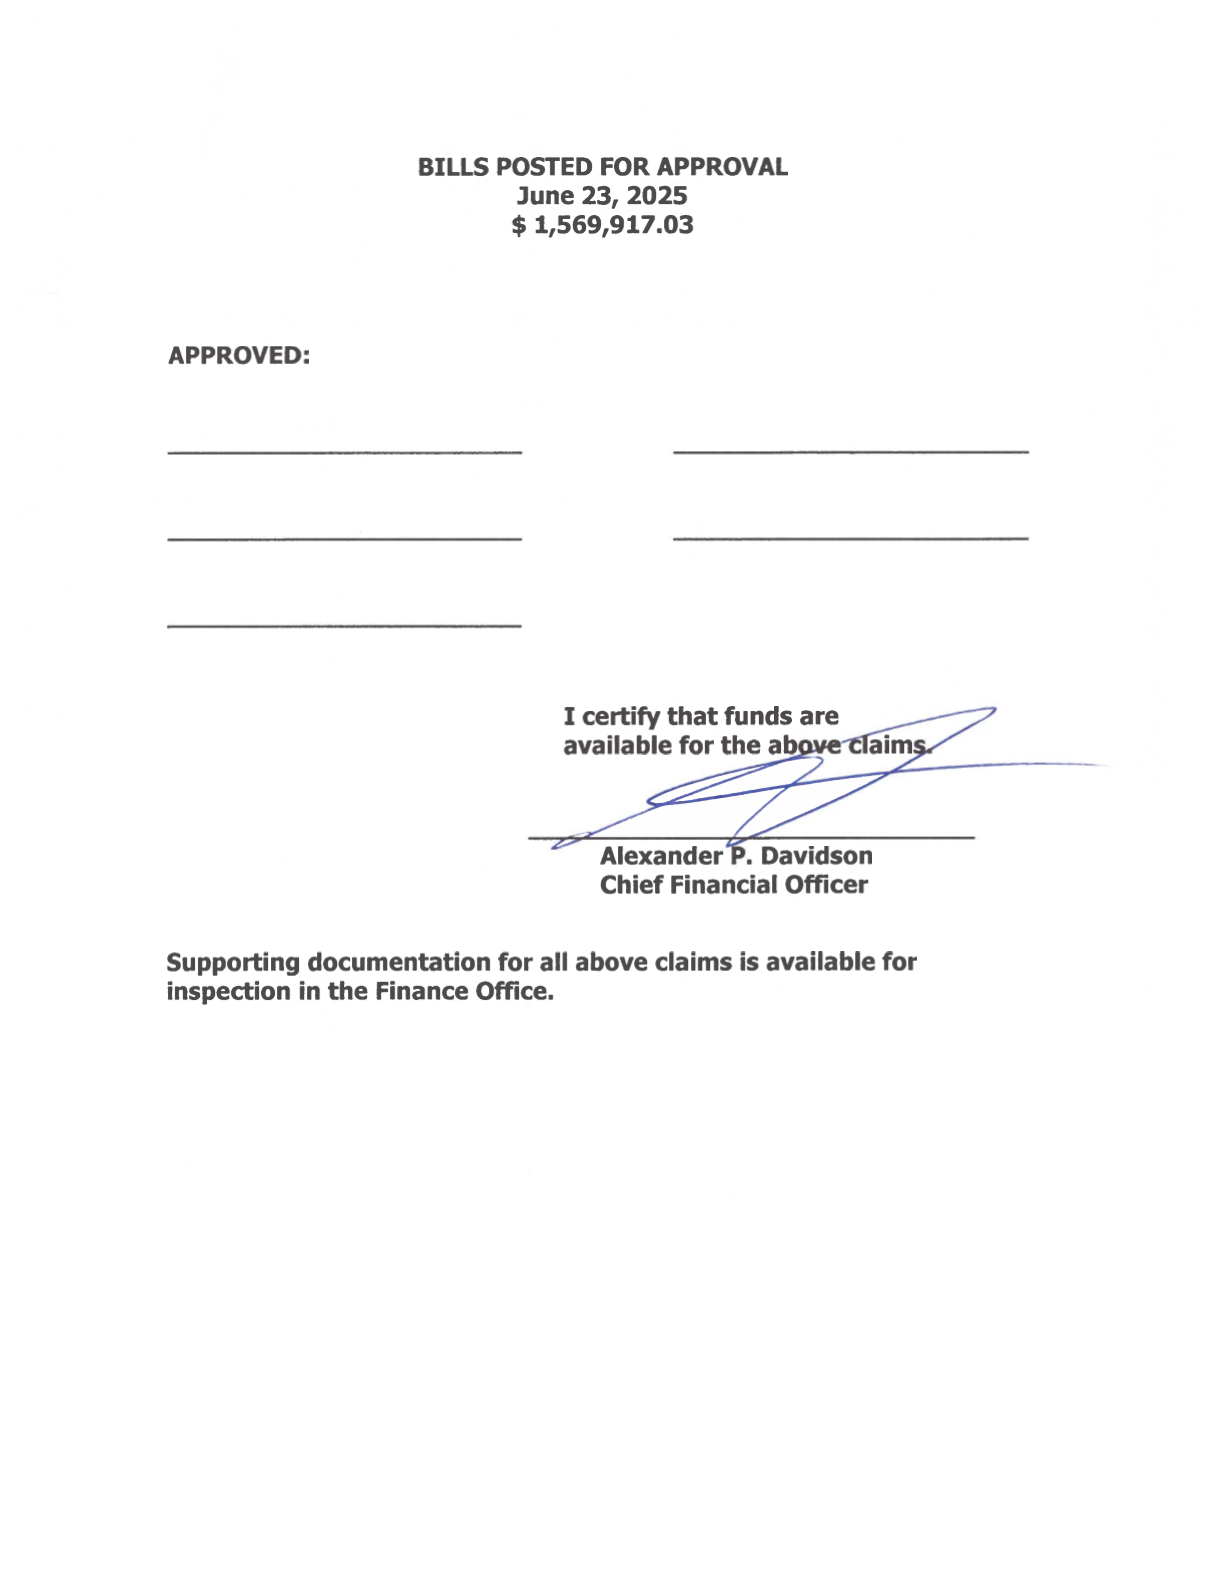 BILLS POSTED FOR APPROVAL
June 23, 2025
$ 1,569,917.03
APPROVED:
I certify that funds are
available for the above claims.
Alexander P. Davidson
Chief Financial Officer
Supporting documentation for all above claims is available for
inspection in the Finance Office.